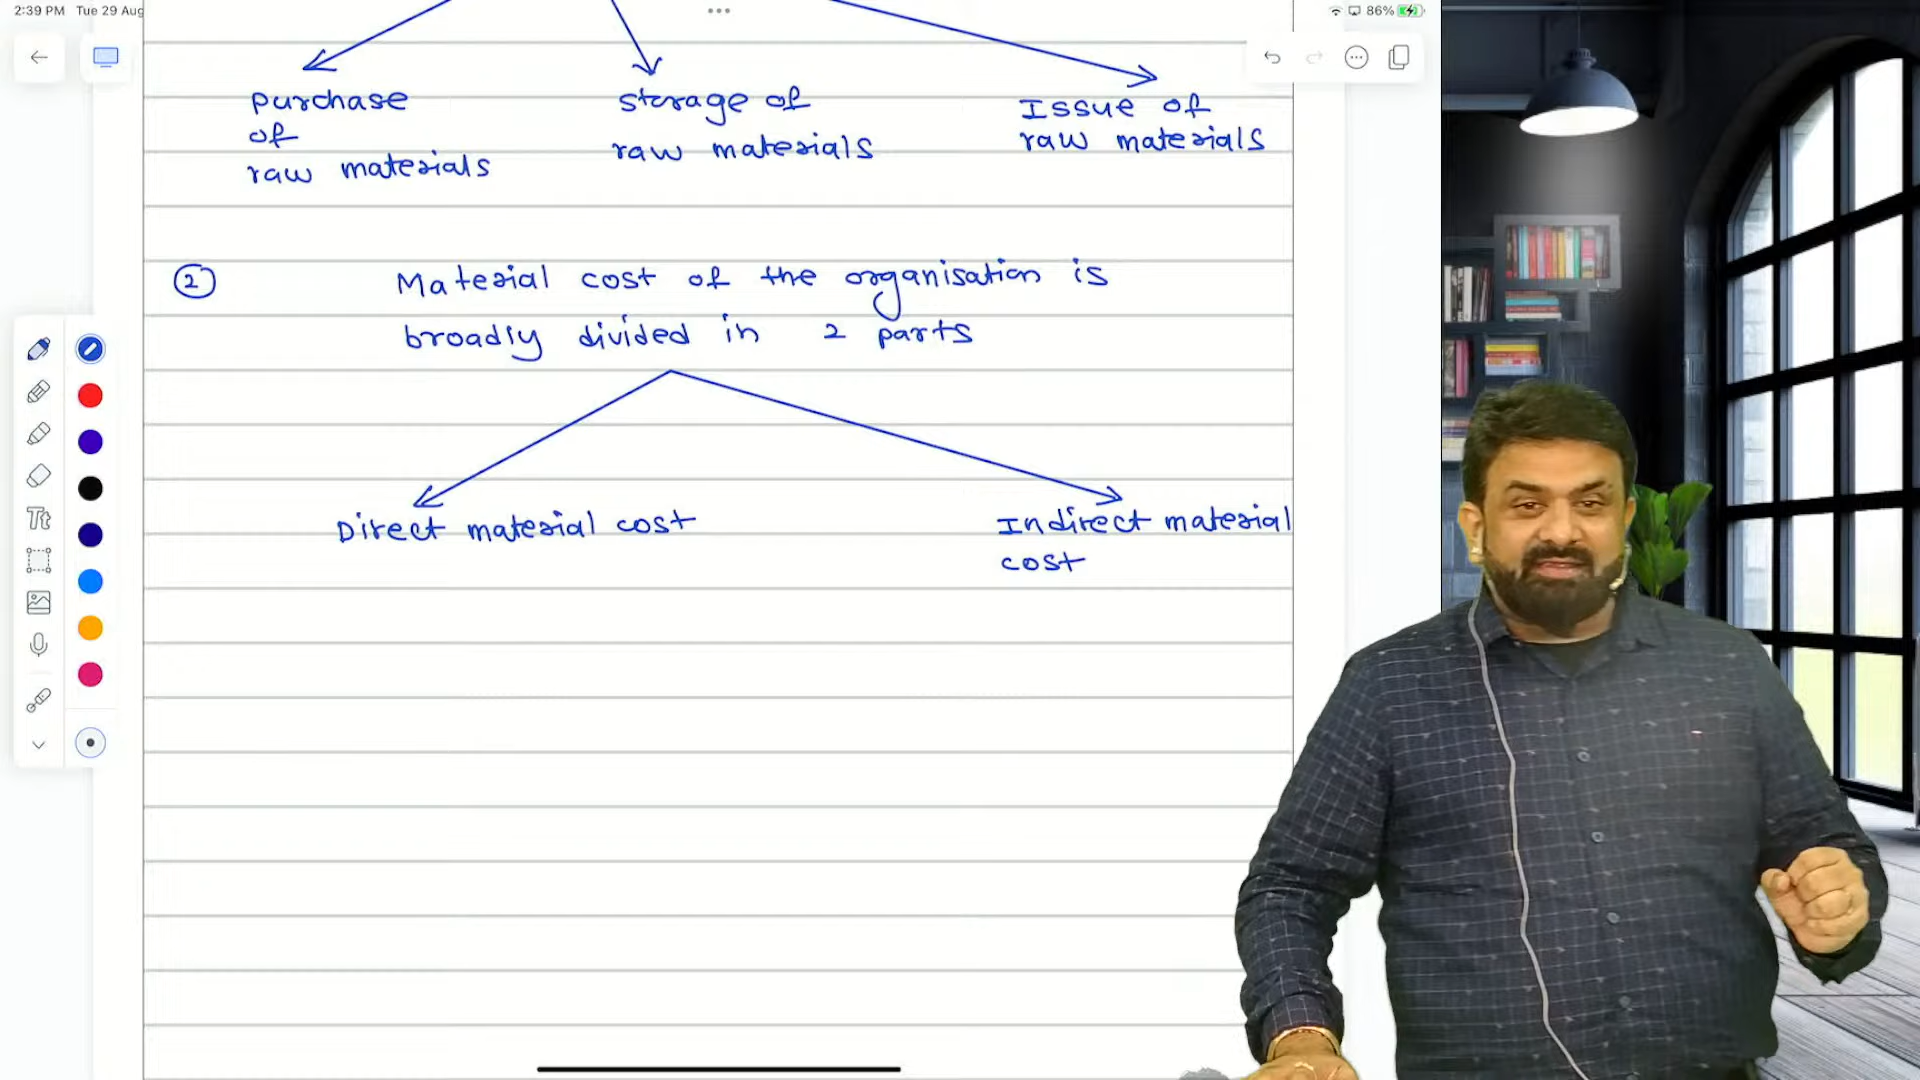 2:39 PM Tue 29 Aug
86%
purchase
of
raw materials
storage of
raw materials
Issue of
raw materials
2 Material cost of the organisation is
broadly divided in 2 parts
Direct material cost
Indirect material
cost
Tt